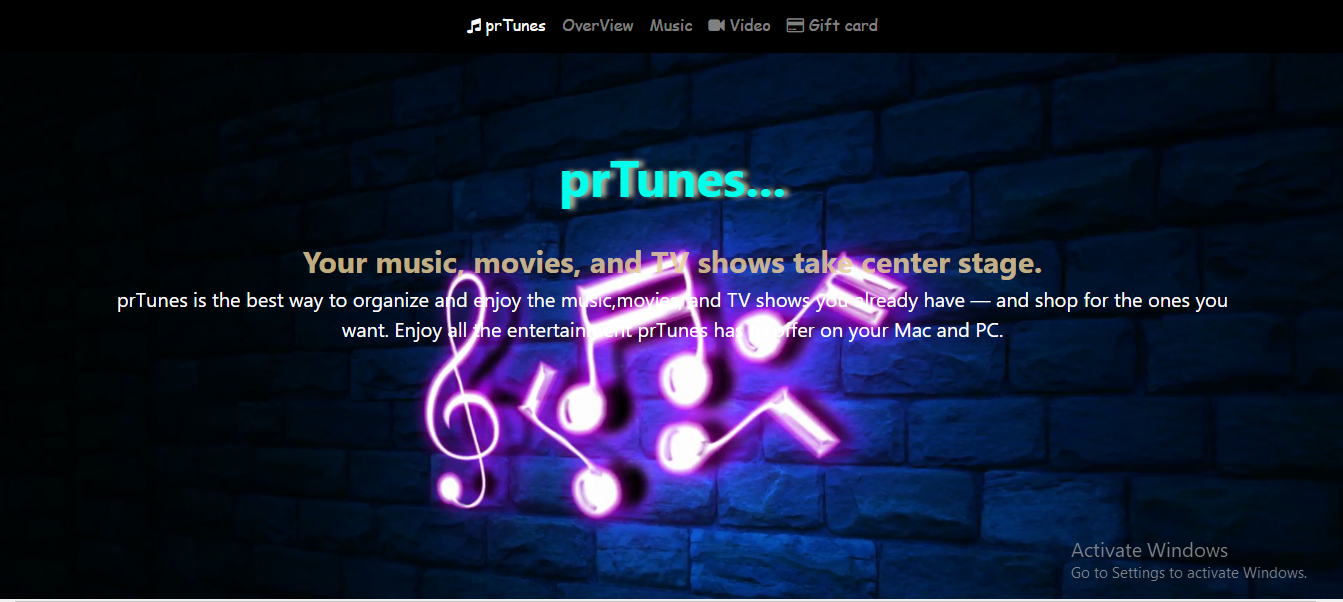 prTunes OverView Music Video Gift card
prTunes...
Your music, movies, and TV shows take center stage.
prTunes is the best way to organize and enjoy the music,movies, and TV shows you already have — and shop for the ones you
want. Enjoy all the entertainment prTunes has to offer on your Mac and PC.
Activate Windows
Go to Settings to activate Windows.